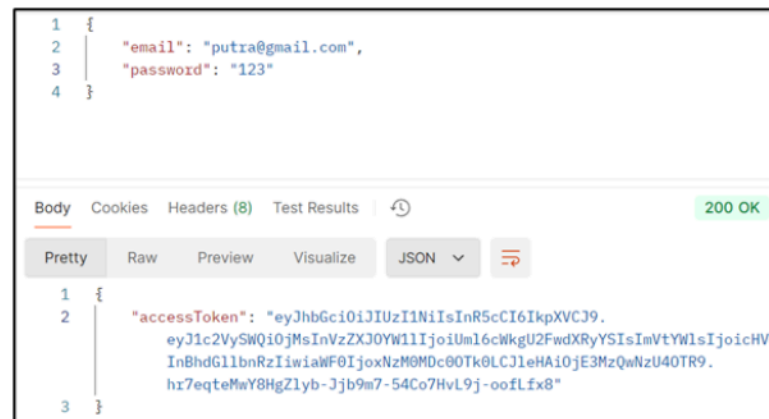 1 {
2 "email": "putra@gmail.com",
3 "password": "123"
4 }
Body Cookies Headers (8) Test Results 200 OK
Pretty Raw Preview Visualize JSON
1 {
2 "accessToken": "eyJhbGciOiJIUzI1NiIsInR5cCI6IkpXVCJ9.
eyJ1c2VySWQiOjMsInVzZXJOYW1lIjoiUml6cWkgU2FwdXRyYSIsImVtYWlsIjoicHV
InBhdGllbnRzIiwiaWF0IjoxNzM0MDc0OTk0LCJleHAiOjE3MzQwNzU4OTR9.
hr7eqteMwY8HgZlyb-Jjb9m7-54Co7HvL9j-oofLfx8"
3 }